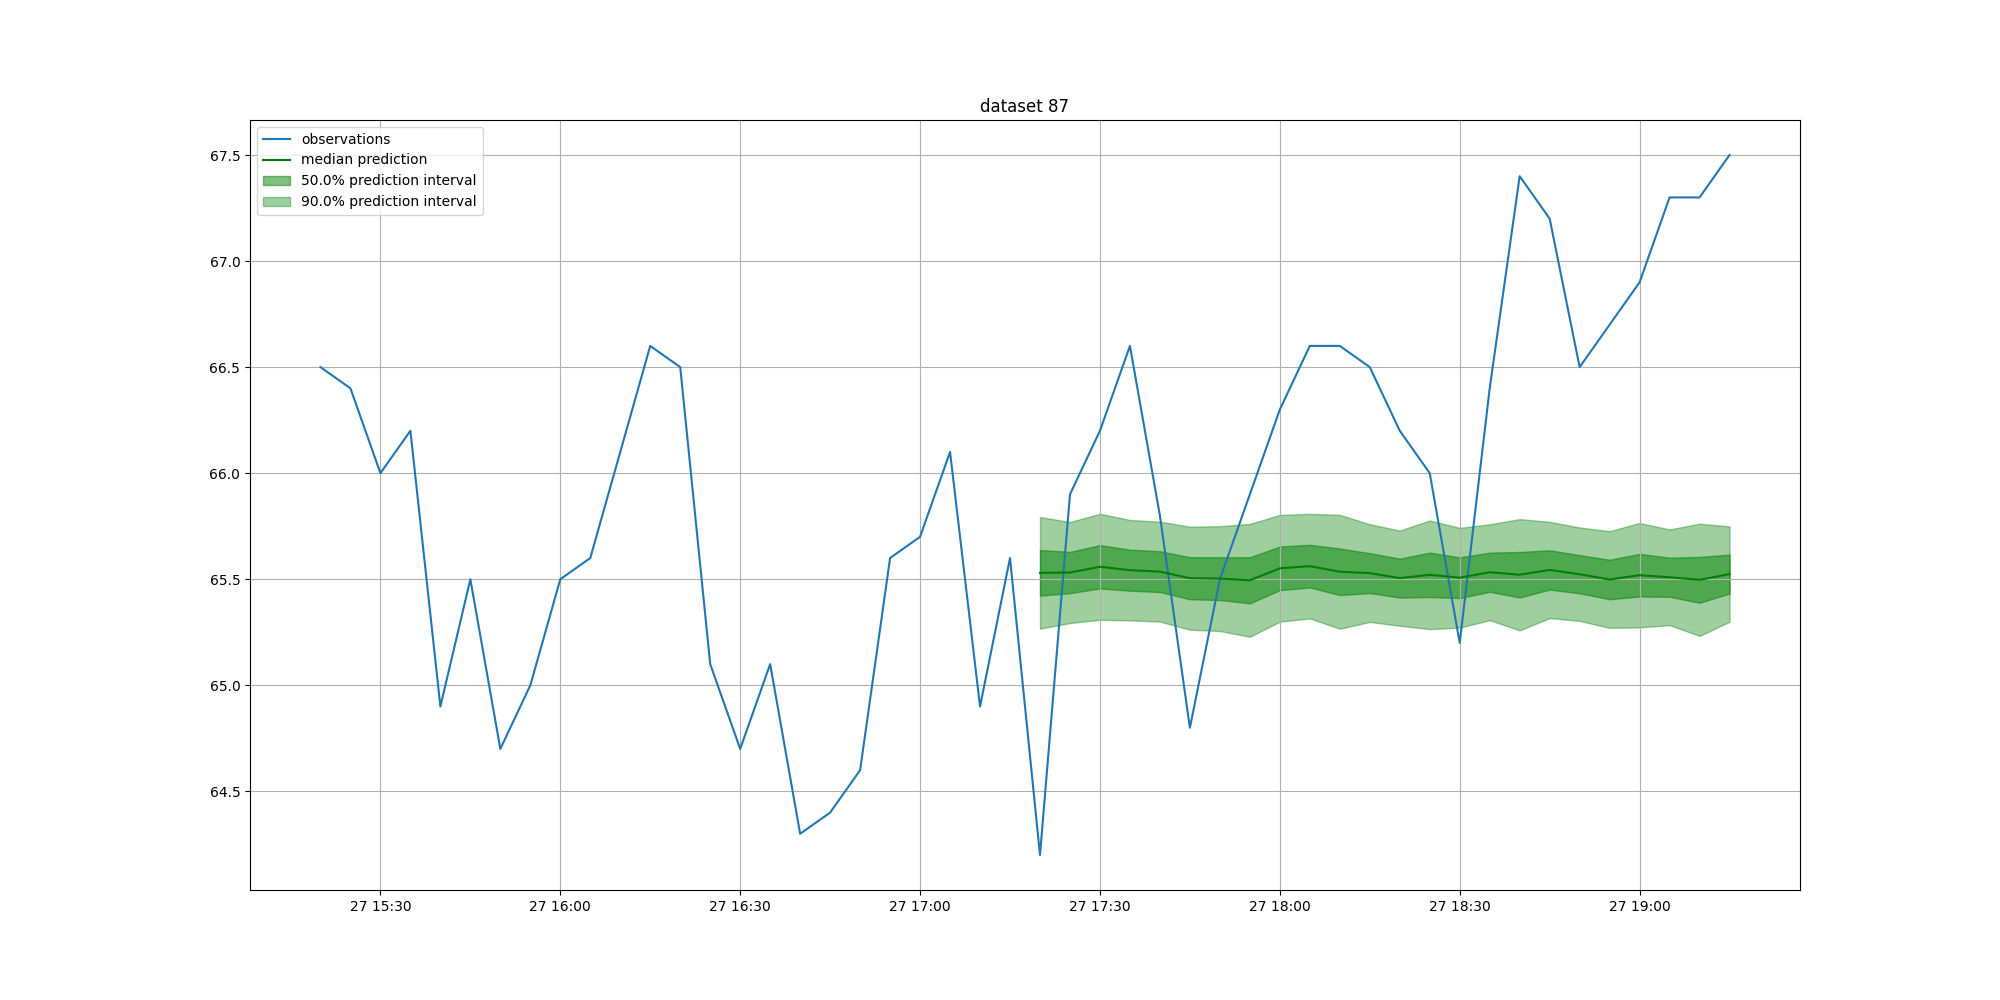 dataset 87
observations
median prediction
50.0% prediction interval
90.0% prediction interval
67.5
67.0
66.5
66.0
65.5
65.0
64.5
27 15:30 27 16:00 27 16:30 27 17:00 27 17:30 27 18:00 27 18:30 27 19:00